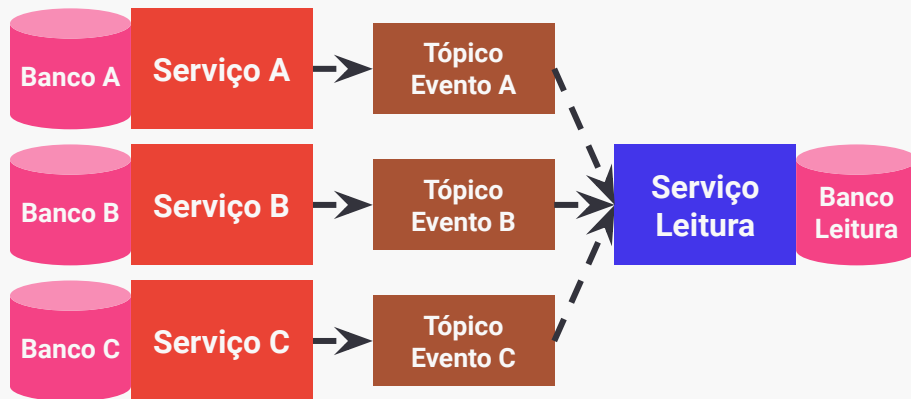 Banco A
Serviço A
Tópico
Evento A
Banco B
Serviço B
Tópico
Evento B
Serviço
Leitura
Banco
Leitura
Banco C
Serviço C
Tópico
Evento C